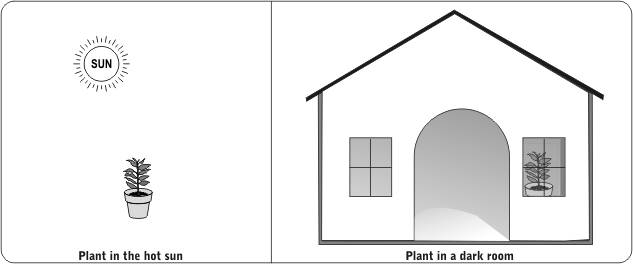 SUN
Plant in the hot sun
Plant in a dark room